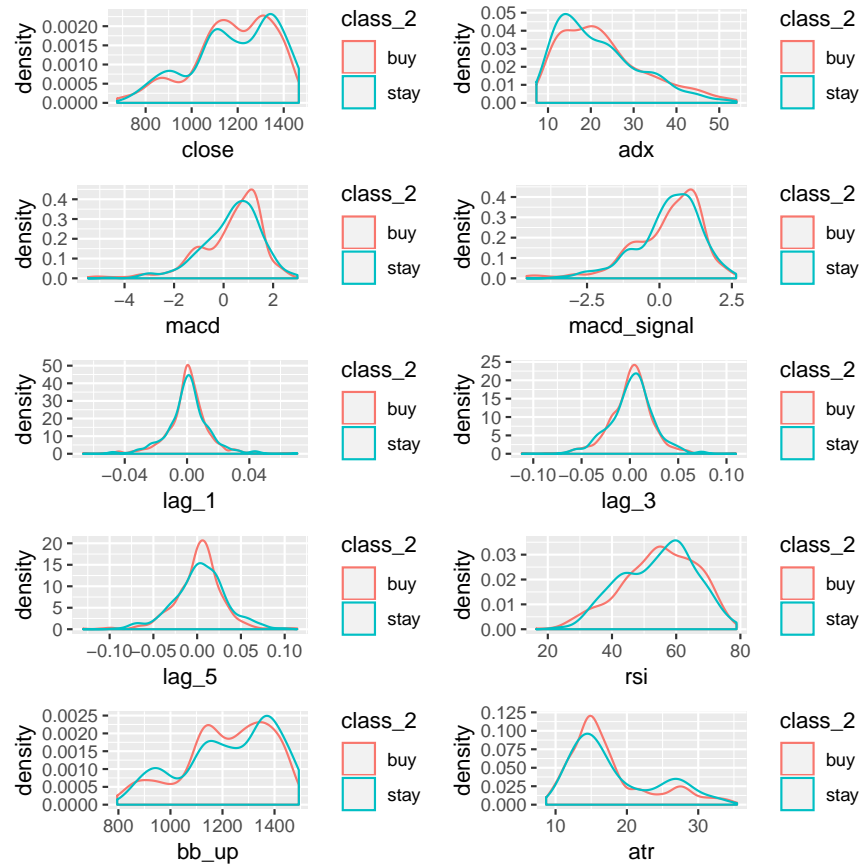 density
0.0020
0.0015
0.0010
0.0005
0.0000
800 1000 1200 1400
close
class_2
buy
stay
density
0.05
0.04
0.03
0.02
0.01
0.00
10 20 30 40 50
adx
class_2
buy
stay
density
0.4
0.3
0.2
0.1
0.0
−4 −2 0 2
macd
class_2
buy
stay
density
0.4
0.3
0.2
0.1
0.0
−2.5 0.0 2.5
macd_signal
class_2
buy
stay
density
50
40
30
20
10
0
−0.04 0.00 0.04
lag_1
class_2
buy
stay
density
25
20
15
10
5
0
−0.10 −0.05 0.00 0.05 0.10
lag_3
class_2
buy
stay
density
20
15
10
5
0
−0.10 −0.05 0.00 0.05 0.10
lag_5
class_2
buy
stay
density
0.03
0.02
0.01
0.00
20 40 60 80
rsi
class_2
buy
stay
density
0.0025
0.0020
0.0015
0.0010
0.0005
0.0000
800 1000 1200 1400
bb_up
class_2
buy
stay
density
0.125
0.100
0.075
0.050
0.025
0.000
10 20 30
atr
class_2
buy
stay